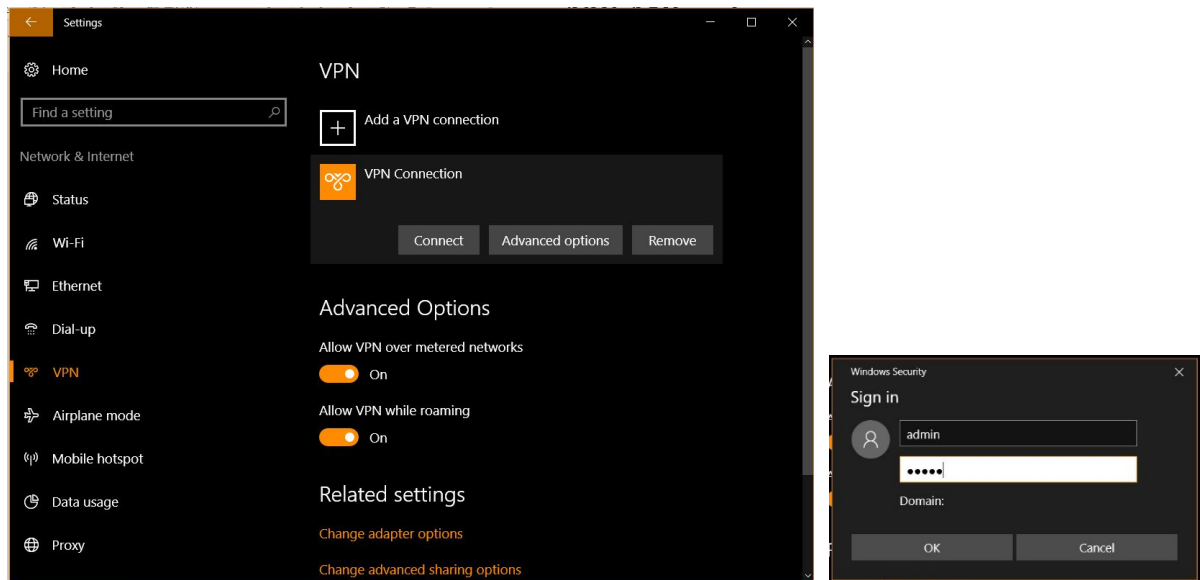 Settings
Home
Find a setting
Network & Internet
Status
Wi-Fi
Ethernet
Dial-up
VPN
Airplane mode
Mobile hotspot
Data usage
Proxy
VPN
Add a VPN connection
VPN Connection
Connect Advanced options Remove
Advanced Options
Allow VPN over metered networks
On
Allow VPN while roaming
On
Related settings
Change adapter options
Change advanced sharing options
Windows Security
Sign in
admin
•••••
Domain:
OK Cancel